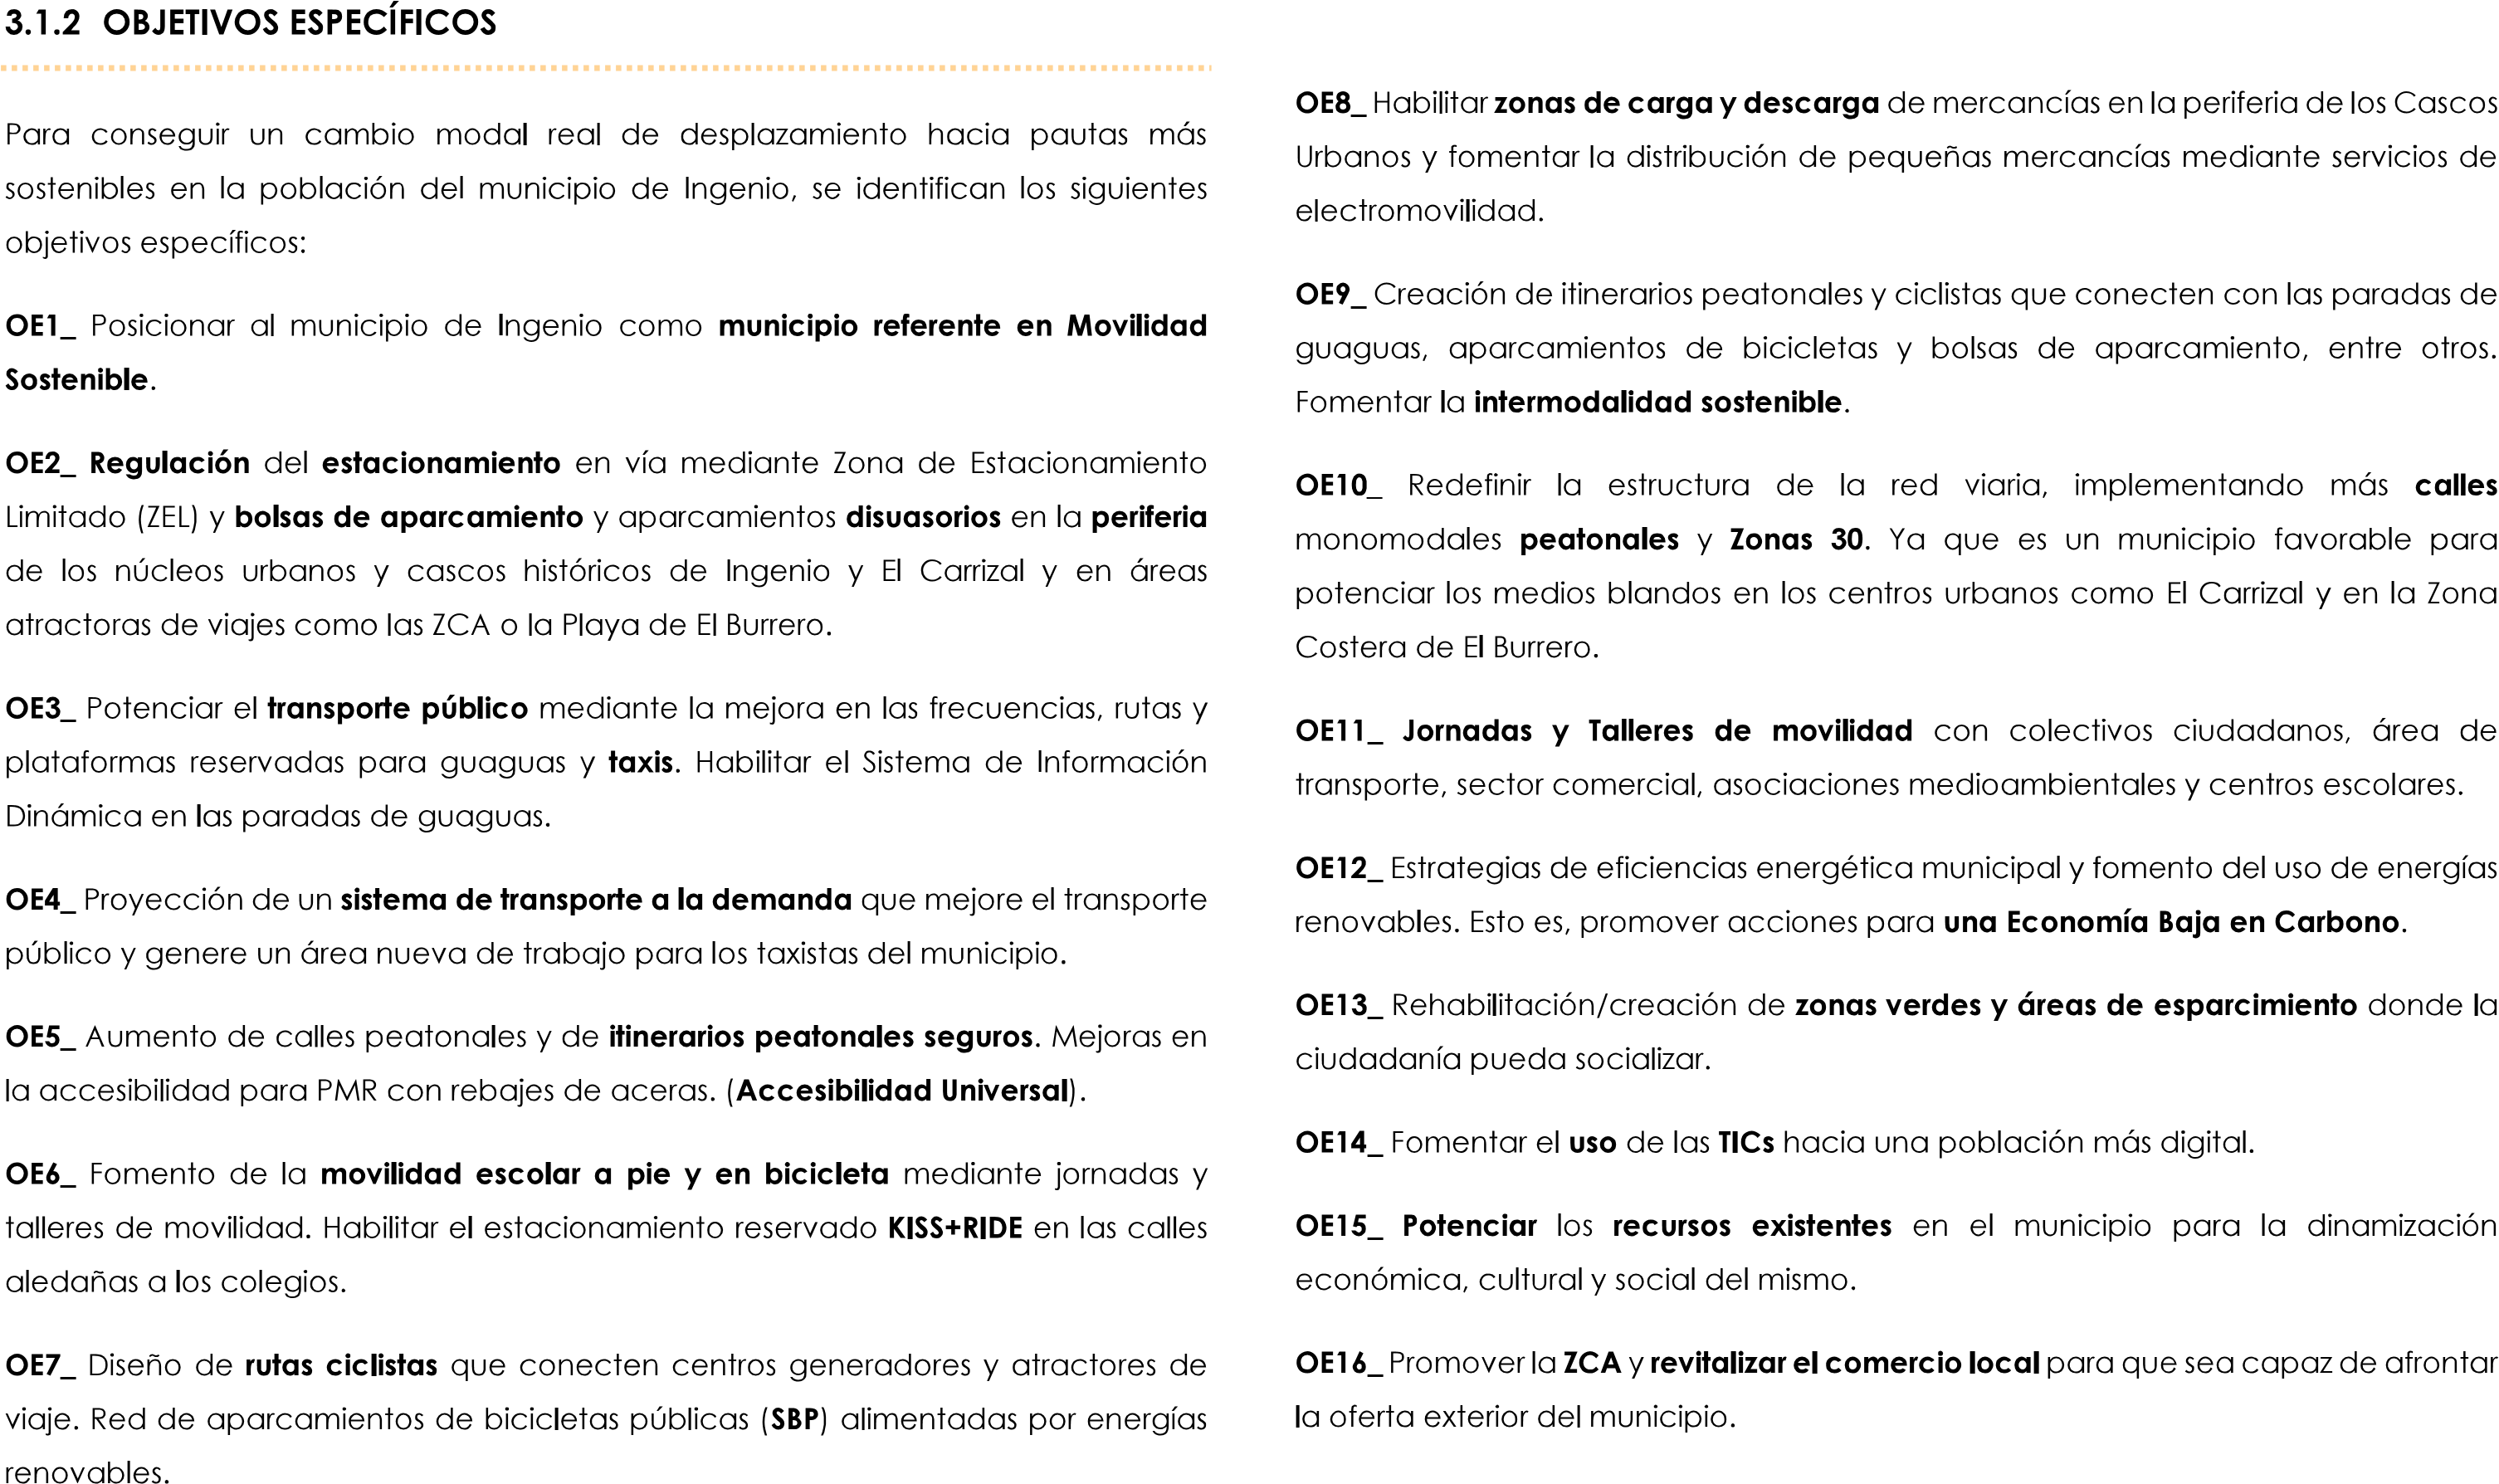 3.1.2 OBJETIVOS ESPECÍFICOS
Para conseguir un cambio modal real de desplazamiento hacia pautas más
sostenibles en la población del municipio de Ingenio, se identifican los siguientes
objetivos específicos:
OE1_ Posicionar al municipio de Ingenio como municipio referente en Movilidad
Sostenible.
OE2_ Regulación del estacionamiento en vía mediante Zona de Estacionamiento
Limitado (ZEL) y bolsas de aparcamiento y aparcamientos disuasorios en la periferia
de los núcleos urbanos y cascos históricos de Ingenio y El Carrizal y en áreas
atractoras de viajes como las ZCA o la Playa de El Burrero.
OE3_ Potenciar el transporte público mediante la mejora en las frecuencias, rutas y
plataformas reservadas para guaguas y taxis. Habilitar el Sistema de Información
Dinámica en las paradas de guaguas.
OE4_ Proyección de un sistema de transporte a la demanda que mejore el transporte
público y genere un área nueva de trabajo para los taxistas del municipio.
OE5_ Aumento de calles peatonales y de itinerarios peatonales seguros. Mejoras en
la accesibilidad para PMR con rebajes de aceras. (Accesibilidad Universal).
OE6_ Fomento de la movilidad escolar a pie y en bicicleta mediante jornadas y
talleres de movilidad. Habilitar el estacionamiento reservado KISS+RIDE en las calles
aledañas a los colegios.
OE7_ Diseño de rutas ciclistas que conecten centros generadores y atractores de
viaje. Red de aparcamientos de bicicletas públicas (SBP) alimentadas por energías
renovables.
OE8_ Habilitar zonas de carga y descarga de mercancías en la periferia de los Cascos
Urbanos y fomentar la distribución de pequeñas mercancías mediante servicios de
electromovilidad.
OE9_ Creación de itinerarios peatonales y ciclistas que conecten con las paradas de
guaguas, aparcamientos de bicicletas y bolsas de aparcamiento, entre otros.
Fomentar la intermodalidad sostenible.
OE10_ Redefinir la estructura de la red viaria, implementando más calles
monomodales peatonales y Zonas 30. Ya que es un municipio favorable para
potenciar los medios blandos en los centros urbanos como El Carrizal y en la Zona
Costera de El Burrero.
OE11_ Jornadas y Talleres de movilidad con colectivos ciudadanos, área de
transporte, sector comercial, asociaciones medioambientales y centros escolares.
OE12_ Estrategias de eficiencias energética municipal y fomento del uso de energías
renovables. Esto es, promover acciones para una Economía Baja en Carbono.
OE13_ Rehabilitación/creación de zonas verdes y áreas de esparcimiento donde la
ciudadanía pueda socializar.
OE14_ Fomentar el uso de las TICs hacia una población más digital.
OE15_ Potenciar los recursos existentes en el municipio para la dinamización
económica, cultural y social del mismo.
OE16_ Promover la ZCA y revitalizar el comercio local para que sea capaz de afrontar
la oferta exterior del municipio.